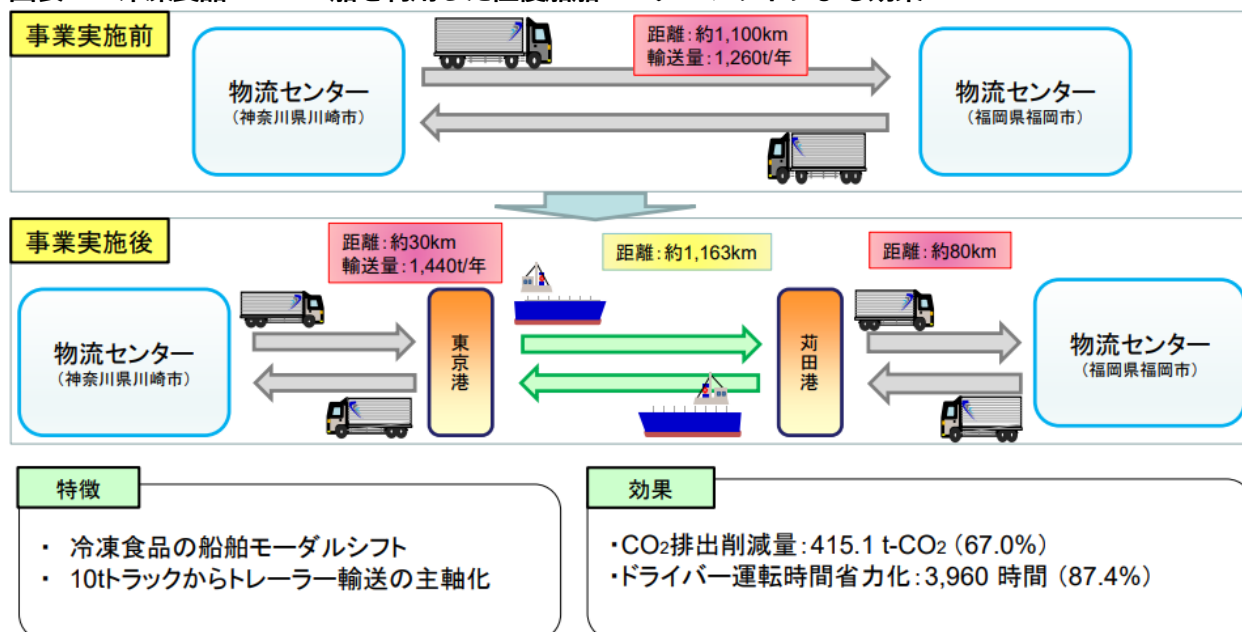 事業実施前
距離:約1,100km
輸送量:1,260t/年
物流センター
(神奈川県川崎市)
物流センター
(福岡県福岡市)
事業実施後
距離:約30km
輸送量:1,440t/年
距離:約1,163km
距離:約80km
物流センター
(神奈川県川崎市)
東京港
苅田港
物流センター
(福岡県福岡市)
特徴
・ 冷凍食品の船舶モーダルシフト
・ 10tトラックからトレーラー輸送の主軸化
効果
・CO₂排出削減量:415.1 t-CO₂ (67.0%)
・ドライバー運転時間省力化:3,960 時間 (87.4%)